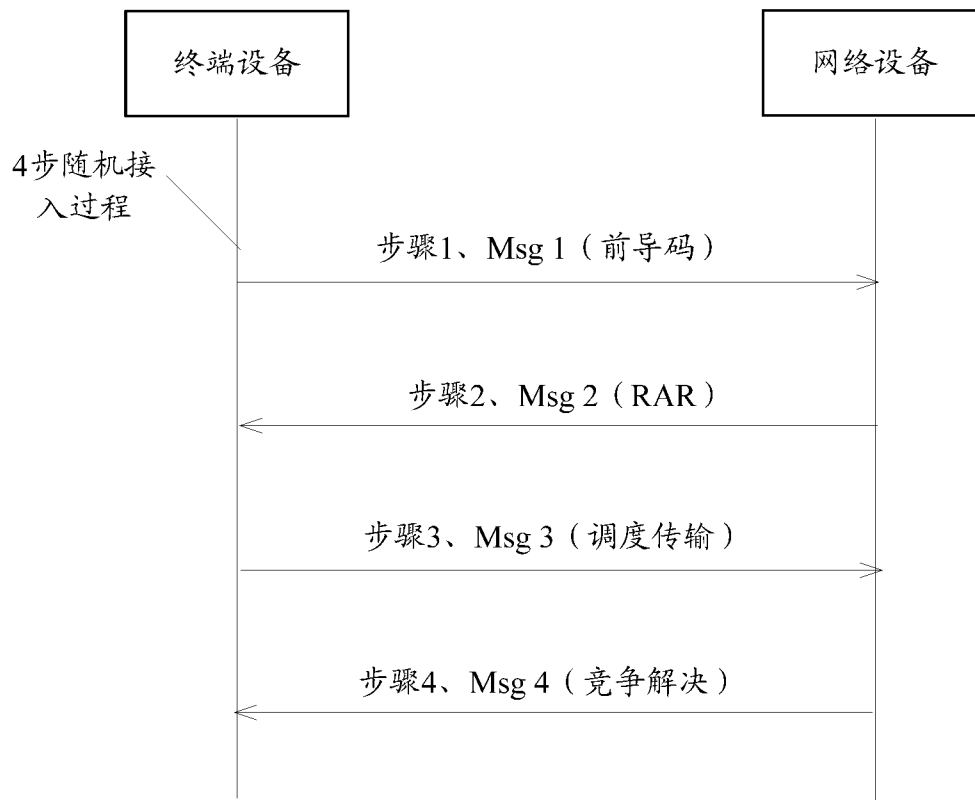 终端设备
网络设备
4步随机接
入过程
步骤1、Msg 1（前导码）
步骤2、Msg 2（RAR）
步骤3、Msg 3（调度传输）
步骤4、Msg 4（竞争解决）